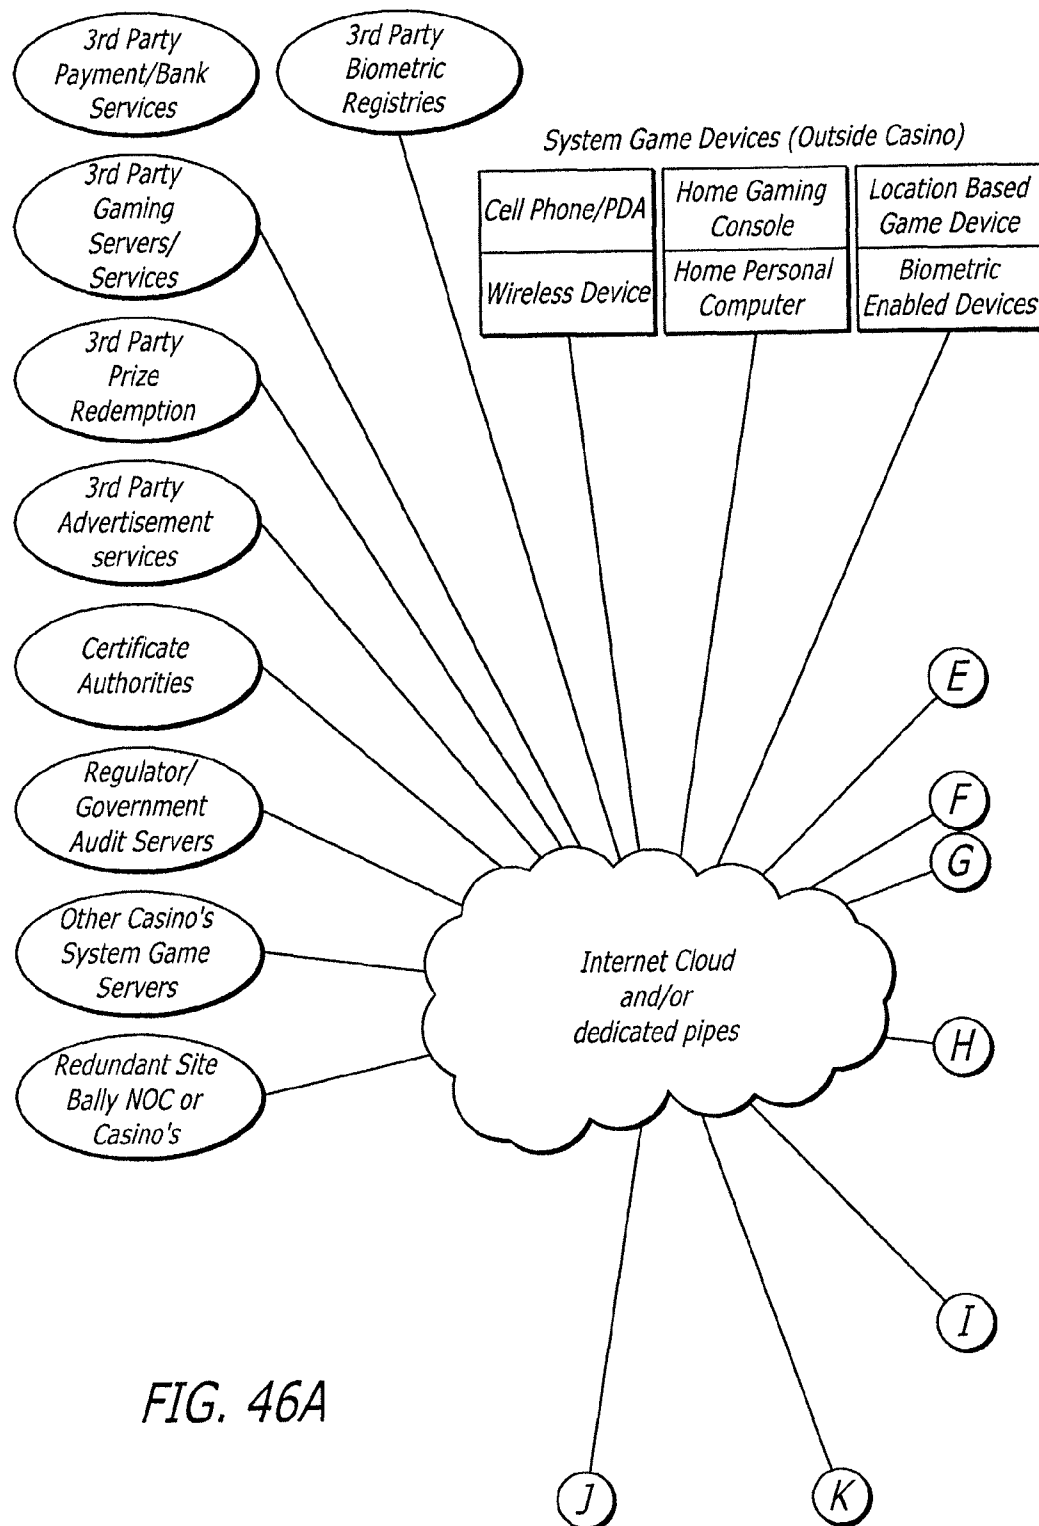 3rd Party
Payment/Bank
Services
3rd Party
Biometric
Registries
System Game Devices (Outside Casino)
Cell Phone/PDA
Home Gaming
Console
Location Based
Game Device
Wireless Device
Home Personal
Computer
Biometric
Enabled Devices
3rd Party
Gaming
Servers/
Services
3rd Party
Prize
Redemption
3rd Party
Advertisement
services
Certificate
Authorities
Regulator/
Government
Audit Servers
Other Casino's
System Game
Servers
Redundant Site
Bally NOC or
Casino's
Internet Cloud
and/or
dedicated pipes
E
F
G
H
I
J
K
FIG. 46A